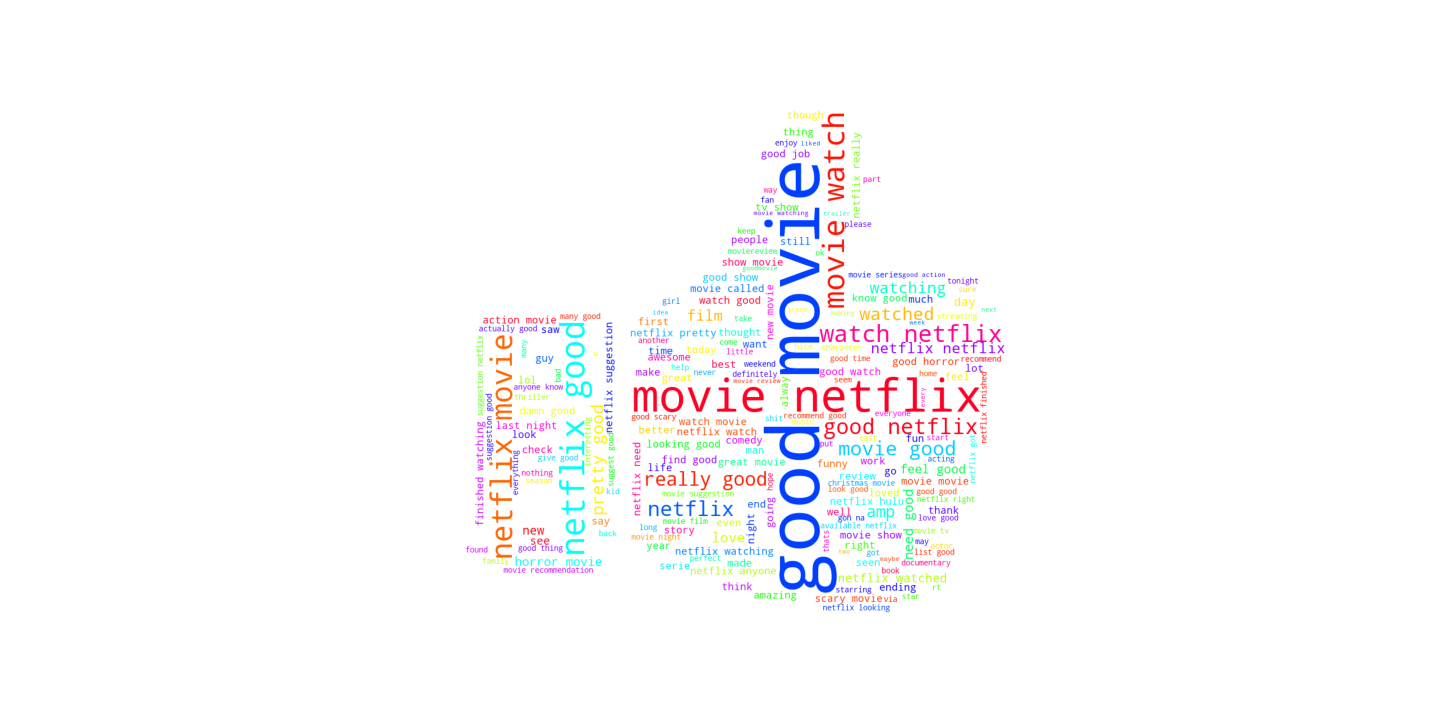 though
thing
enjoy liked
good job
movie watch
netflix really
good movie
way
part
fan
tv show
movie watching
trailer
please
keep
people
still
moviereview
pk
show movie
goodmovie
good show
movie series
good action
tonight
movie called
new movie
watching
sure
girl
watch good
know good
much
day
idea
film
take
making
watched
streaming
next
first
week
action movie
many good
netflix pretty
thought
watch netflix
actually good
saw
another
come
want
netflix movie
netflix good
netflix suggestion
time
today
little
netflix netflix
many
guy
awesome
weekend
good time
good horror
recommend
help
best
lot
make
never
definitely
good watch
home
feel
lol
bad
great
movie review
seem
anyone know
alway
movie netflix
every
netflix finished
suggestion netflix
thriller
pretty good
damn good
good scary
shit
recommend good
everyone
last night
watch movie
good netflix
suggestion good
look
interesting
better
netflix watch
cast
fun
start
looking good
comedy
put
movie good
netflix got
check
man
acting
give good
suggest good
life
find good
great movie
funny
work
go
feel good
finished watching
everything
nothing
netflix need
really good
hope
review
christmas movie
movie movie
season
kid
movie suggestion
look good
loved
good good
netflix right
netflix
end
going
netflix hulu
need good
well
amp
thank
say
long
movie film
even
night
gon na
love good
available netflix
new
back
story
movie night
love
thats
movie show
movie tv
see
year
right
may
actor
found
good thing
netflix watching
two
got
list good
family
horror movie
perfect
made
seen
maybe
documentary
movie recommendation
serie
netflix anyone
book
netflix watched
think
starring
ending
rt
amazing
scary movie
via
star
netflix looking